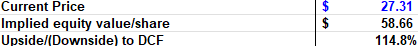 Current Price $ 27.31
Implied equity value/share $ 58.66
Upside/(Downside) to DCF 114.8%